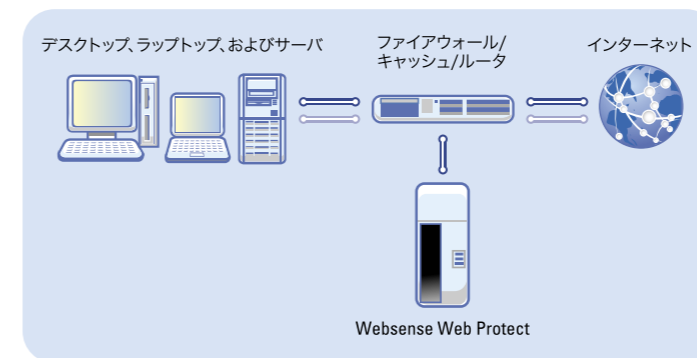 デスクトップ、ラップトップ、およびサーバ
ファイアウォール/
キャッシュ/ルータ
インターネット
Websense Web Protect